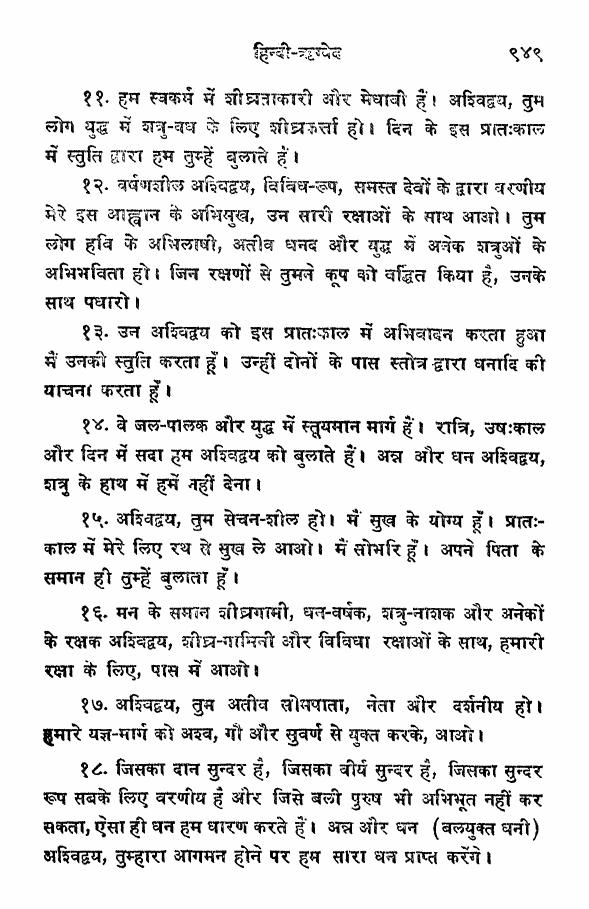 हिन्दी-ऋग्वेद ९४९
११. हम स्वकर्म में शीघ्रताकारी और मेधावी हैं। अश्विद्वय, तुम
लोग युद्ध में शत्रु-वध के लिए शीघ्रकर्त्ता हो। दिन के इस प्रातःकाल
में स्तुति द्वारा हम तुम्हें बुलाते हैं।
१२. वर्षणशील अश्विद्वय, विविध-रूप, समस्त देवों के द्वारा वरणीय
मेरे इस आह्वान के अभिमुख, उन सारी रक्षाओं के साथ आओ। तुम
लोग हवि के अभिलाषी, अतीव धनद और युद्ध में अनेक शत्रुओं के
अभिभविता हो। जिन रक्षणों से तुमने कूप को वर्द्धित किया है, उनके
साथ पधारो।
१३. उन अश्विद्वय को इस प्रातःकाल में अभिवादन करता हुआ
मैं उनकी स्तुति करता हूँ। उन्हीं दोनों के पास स्तोत्र द्वारा धनादि की
याचना करता हूँ।
१४. वे जल-पालक और युद्ध में स्तूयमान मार्ग हैं। रात्रि, उषःकाल
और दिन में सदा हम अश्विद्वय को बुलाते हैं। अन्न और धन अश्विद्वय,
शत्रु के हाथ में हमें नहीं देना।
१५. अश्विद्वय, तुम सेचन-शील हो। मैं सुख के योग्य हूँ। प्रातः-
काल में मेरे लिए रथ से सुख ले आओ। मैं सोभरि हूँ। अपने पिता के
समान ही तुम्हें बुलाता हूँ।
१६. मन के समान शीघ्रगामी, धन-वर्षक, शत्रु-नाशक और अनेकों
के रक्षक अश्विद्वय, शीघ्र-गामिनी और विविधा रक्षाओं के साथ, हमारी
रक्षा के लिए, पास में आओ।
१७. अश्विद्वय, तुम अतीव सोमपाता, नेता और दर्शनीय हो।
हमारे यज्ञ-मार्ग को अश्व, गौ और सुवर्ण से युक्त करके, आओ।
१८. जिसका दान सुन्दर है, जिसका वीर्य सुन्दर है, जिसका सुन्दर
रूप सबके लिए वरणीय है और जिसे बली पुरुष भी अभिभूत नहीं कर
सकता, ऐसा ही धन हम धारण करते हैं। अन्न और धन (बलयुक्त धनी)
अश्विद्वय, तुम्हारा आगमन होने पर हम सारा धन प्राप्त करेंगे।